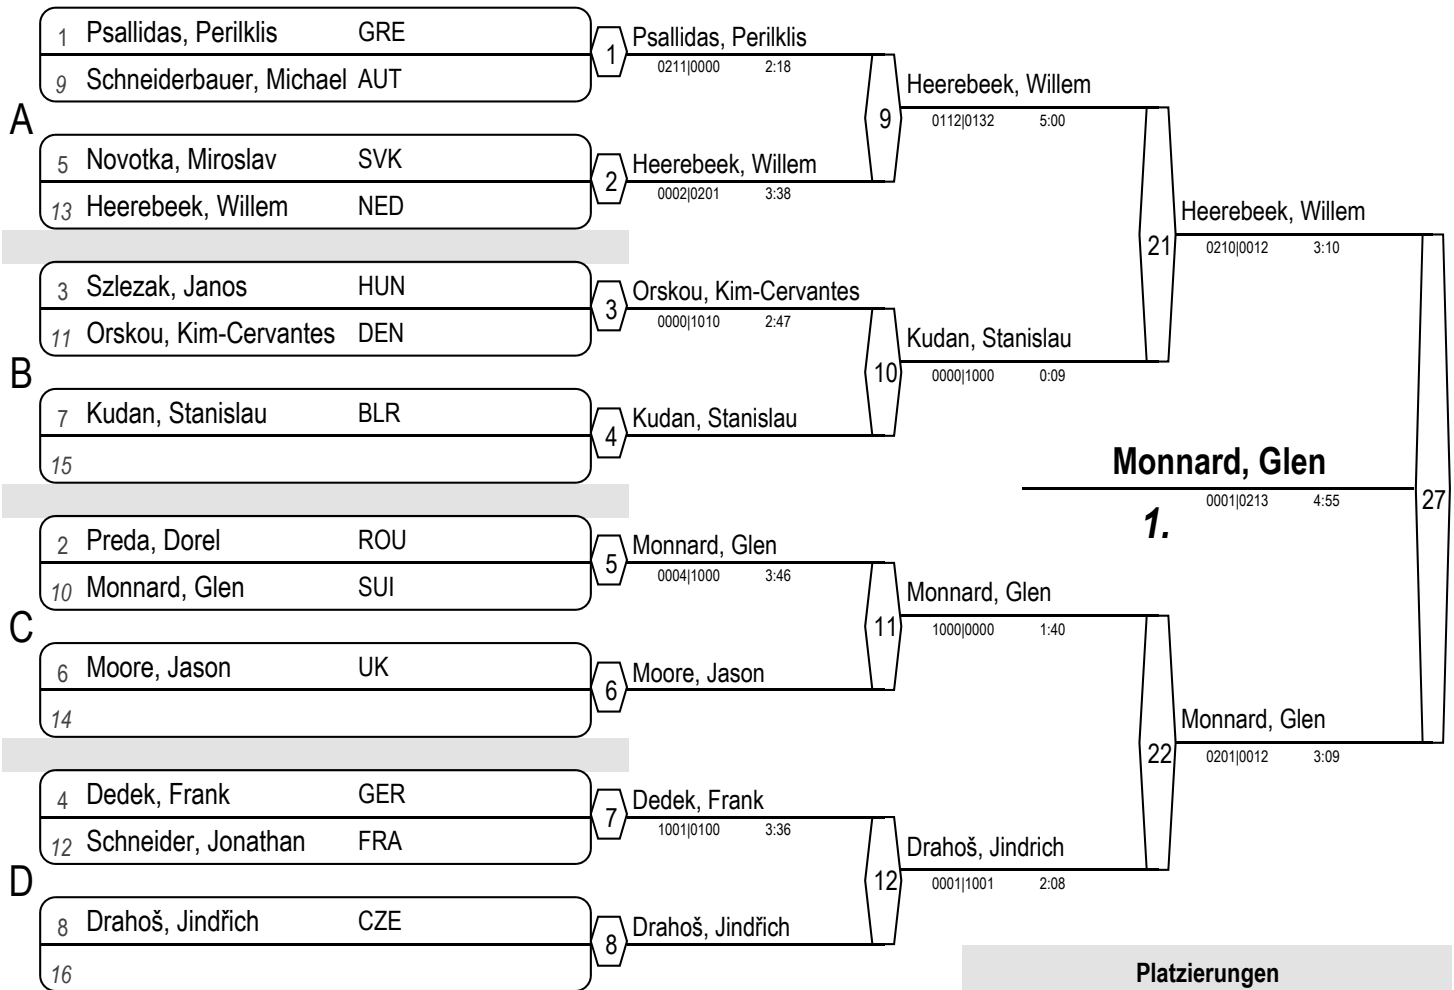 1 Psallidas, Perilklis GRE
9 Schneiderbauer, Michael AUT
A
5 Novotka, Miroslav SVK
13 Heerebeek, Willem NED
3 Szlezak, Janos HUN
11 Orskou, Kim-Cervantes DEN
B
7 Kudan, Stanislau BLR
15
2 Preda, Dorel ROU
10 Monnard, Glen SUI
C
6 Moore, Jason UK
14
4 Dedek, Frank GER
12 Schneider, Jonathan FRA
D
8 Drahoš, Jindřich CZE
16
1 Psallidas, Perilklis
0211|0000 2:18
2 Heerebeek, Willem
0002|0201 3:38
3 Orskou, Kim-Cervantes
0000|1010 2:47
4 Kudan, Stanislau
5 Monnard, Glen
0004|1000 3:46
6 Moore, Jason
7 Dedek, Frank
1001|0100 3:36
8 Drahoš, Jindřich
9 Heerebeek, Willem
0112|0132 5:00
10 Kudan, Stanislau
0000|1000 0:09
11 Monnard, Glen
1000|0000 1:40
12 Drahoš, Jindrich
0001|1001 2:08
21 Heerebeek, Willem
0210|0012 3:10
22 Monnard, Glen
0201|0012 3:09
Monnard, Glen
0001|0213 4:55 27
1.
Platzierungen